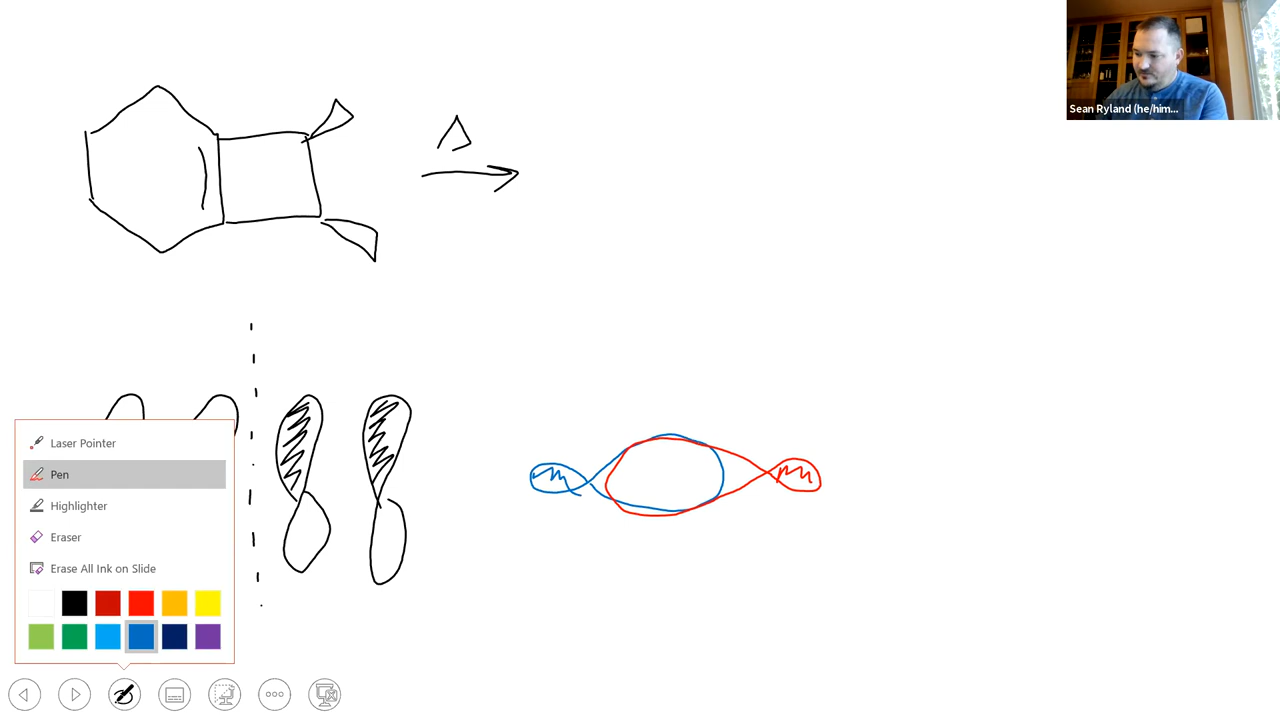 Sean Ryland (he/him...
Δ
Laser Pointer
Pen
Highlighter
Eraser
Erase All Ink on Slide